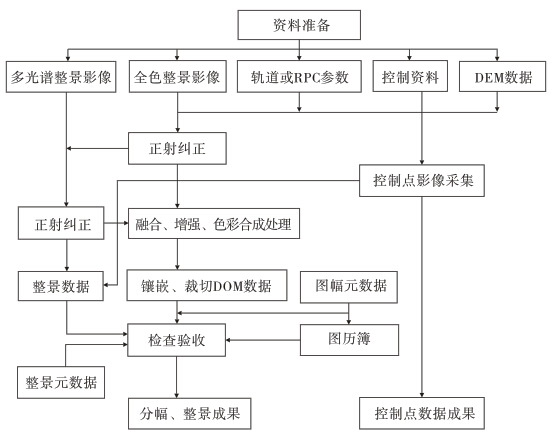 资料准备
多光谱整景影像
全色整景影像
轨道或RPC参数
控制资料
DEM数据
正射纠正
控制点影像采集
正射纠正
融合、增强、色彩合成处理
整景数据
镶嵌、裁切DOM数据
图幅元数据
检查验收
图历簿
整景元数据
分幅、整景成果
控制点数据成果